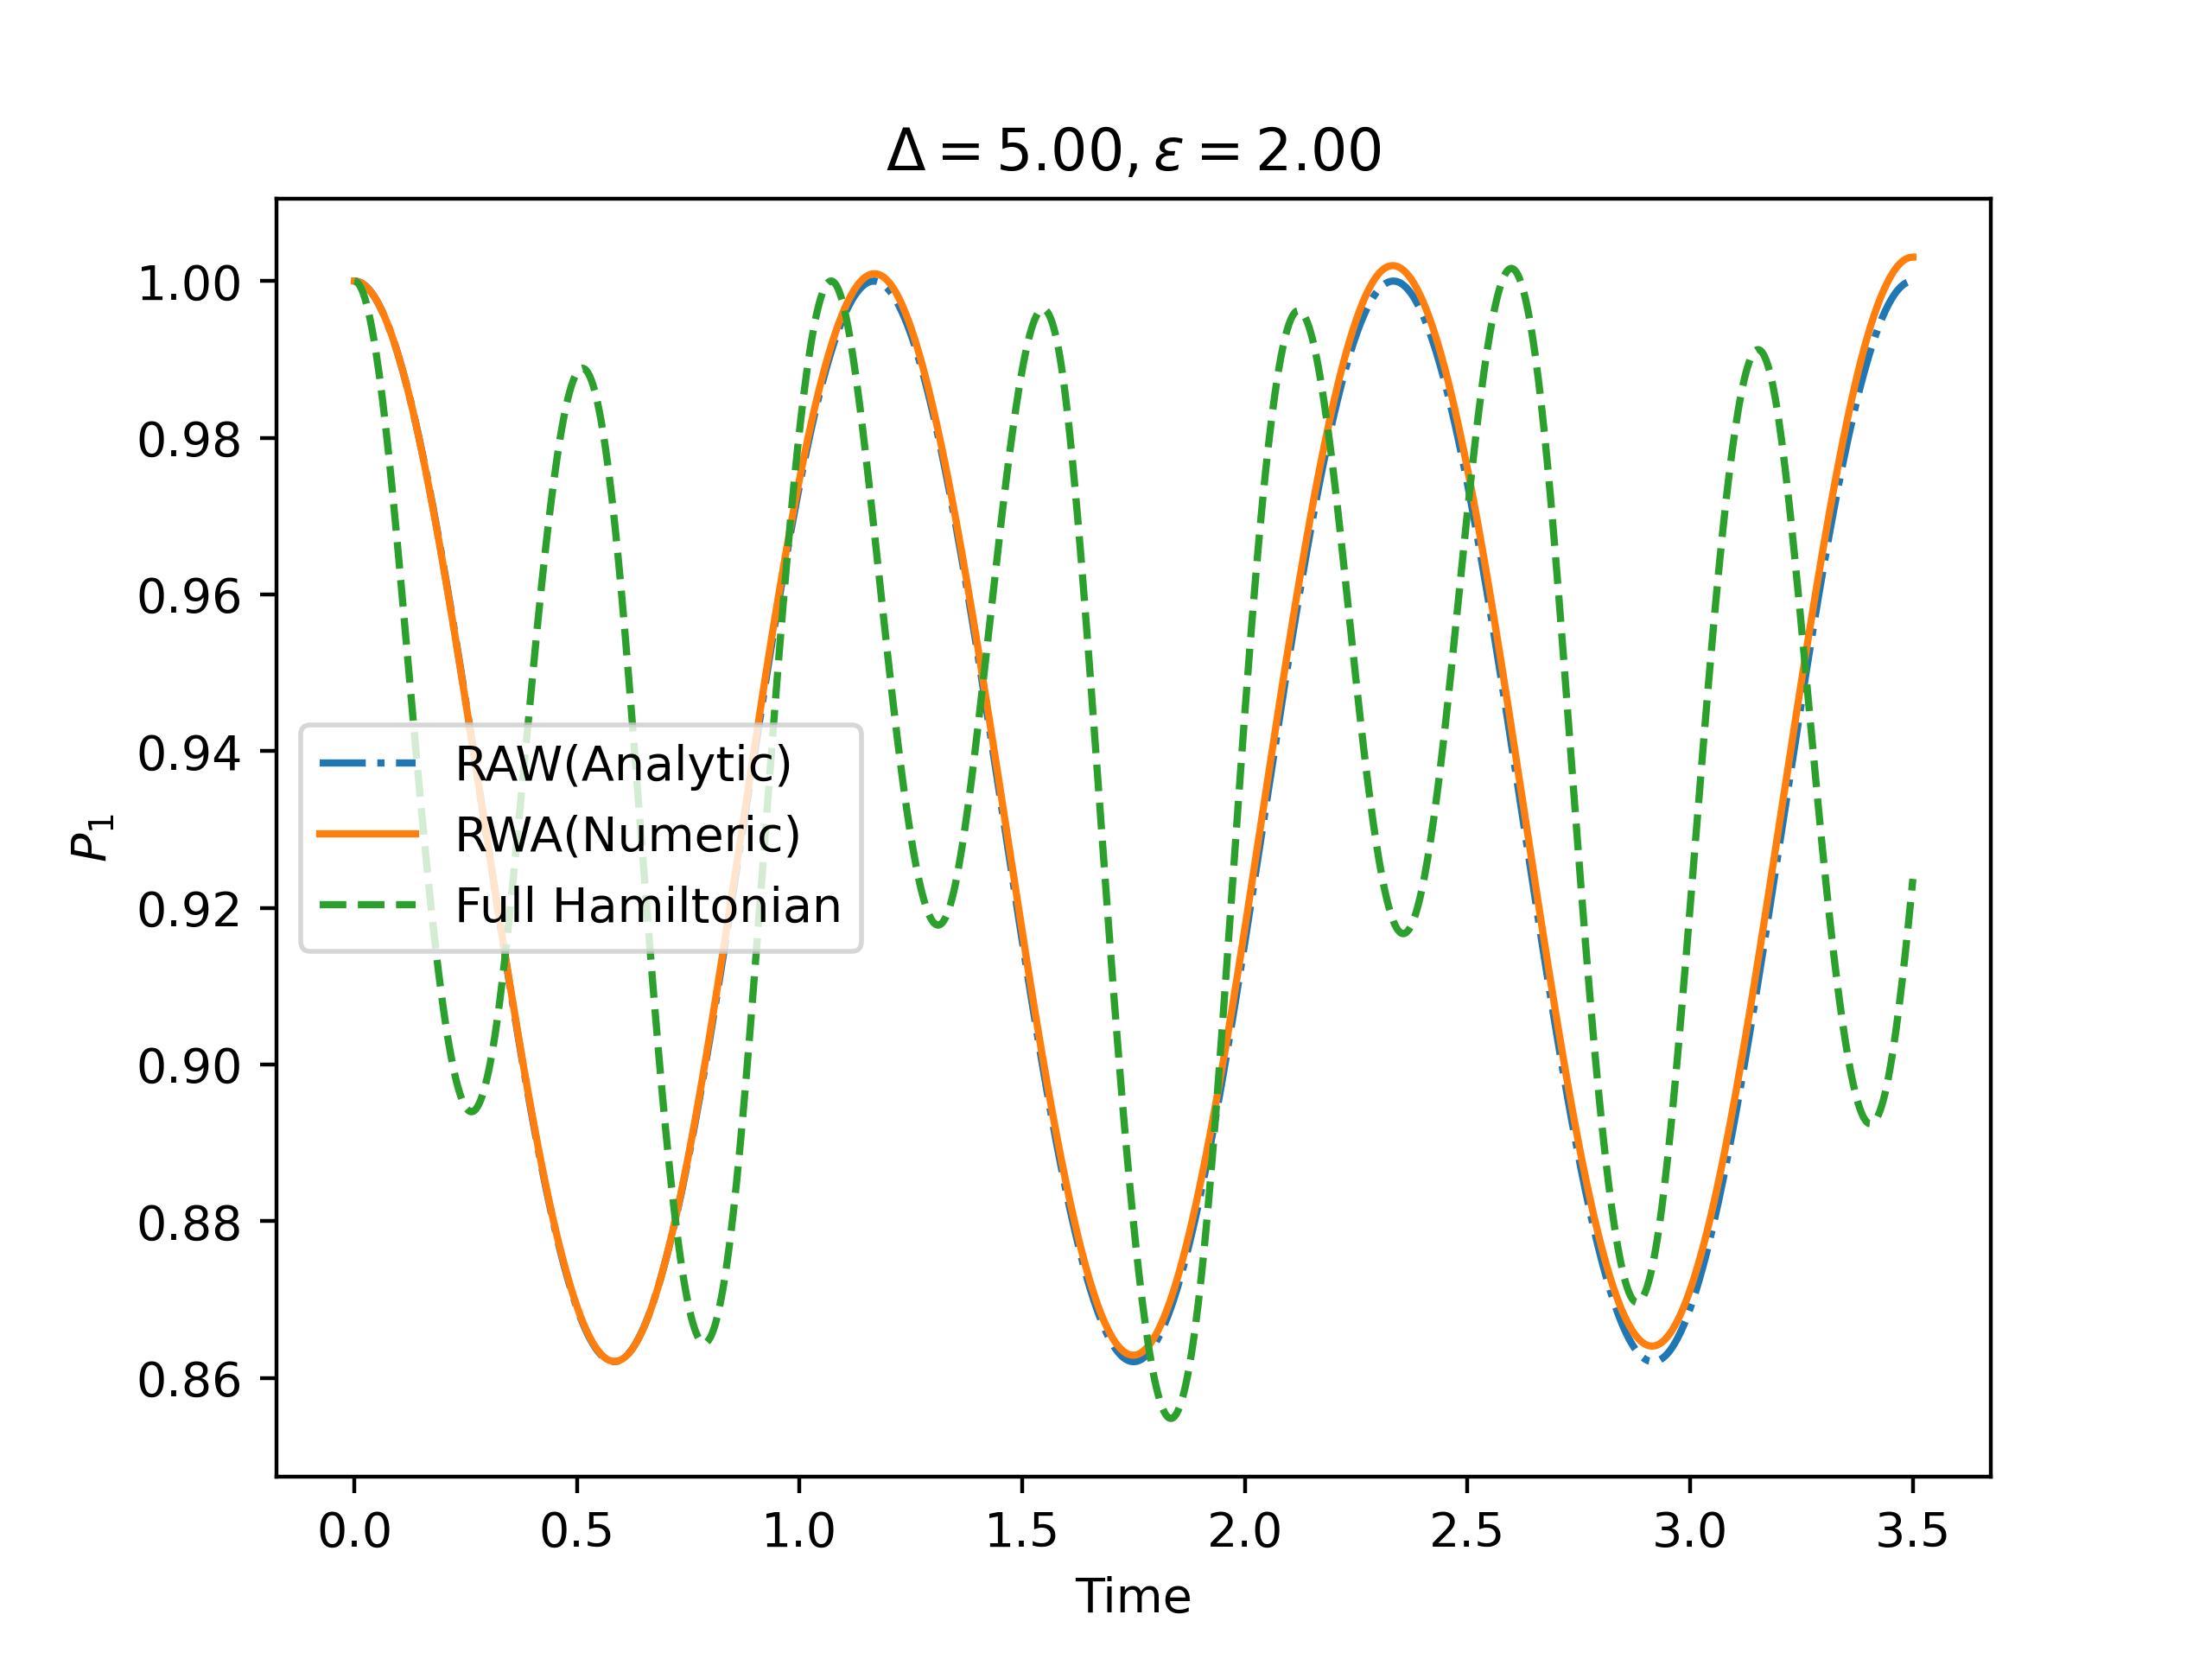 Δ = 5.00, ε = 2.00
1.00
0.98
0.96
0.94
0.92
0.90
0.88
0.86
P1
RAW(Analytic)
RWA(Numeric)
Full Hamiltonian
0.0 0.5 1.0 1.5 2.0 2.5 3.0 3.5
Time